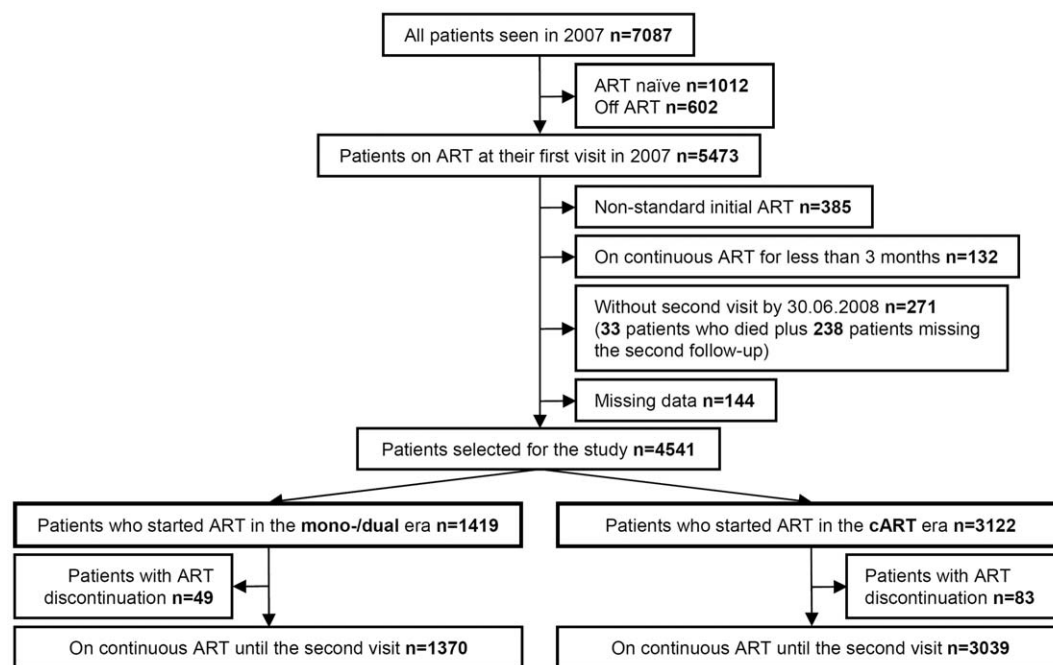 All patients seen in 2007 n=7087
ART naïve n=1012
Off ART n=602
Patients on ART at their first visit in 2007 n=5473
Non-standard initial ART n=385
On continuous ART for less than 3 months n=132
Without second visit by 30.06.2008 n=271
(33 patients who died plus 238 patients missing
the second follow-up)
Missing data n=144
Patients selected for the study n=4541
Patients who started ART in the mono-/dual era n=1419
Patients who started ART in the cART era n=3122
Patients with ART
discontinuation n=49
Patients with ART
discontinuation n=83
On continuous ART until the second visit n=1370
On continuous ART until the second visit n=3039